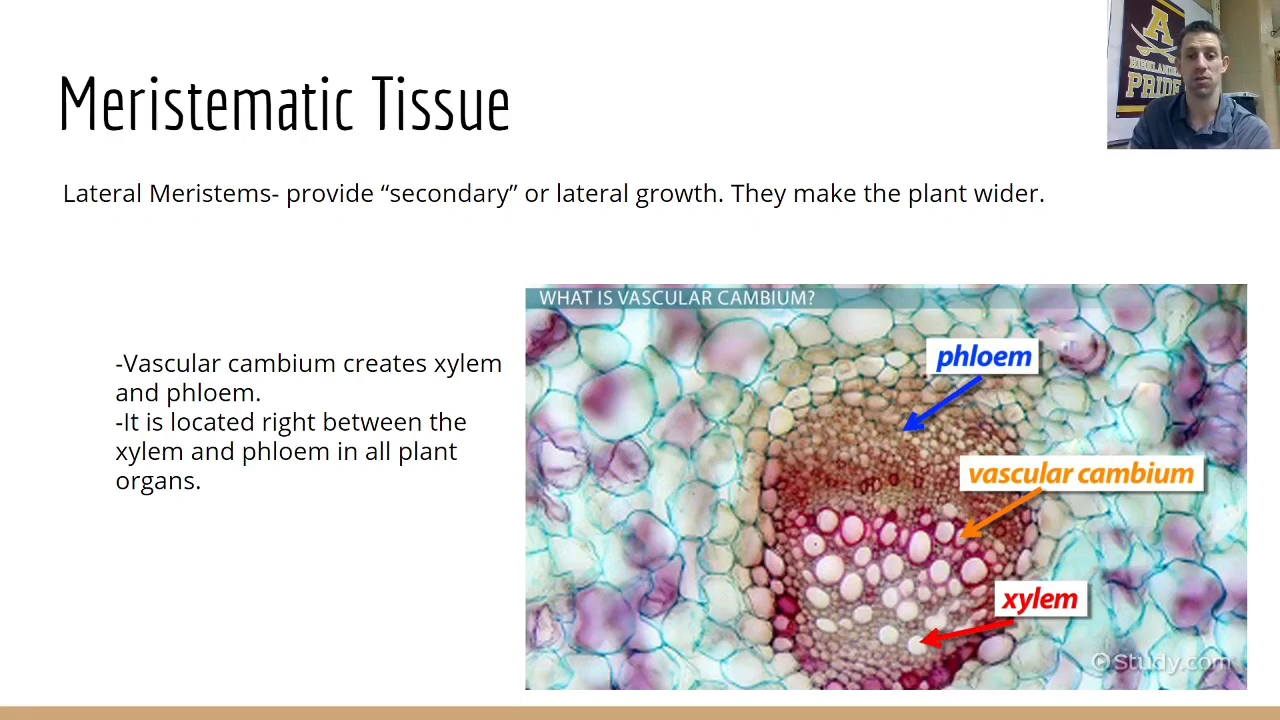 Meristematic Tissue
Lateral Meristems- provide “secondary” or lateral growth. They make the plant wider.
-Vascular cambium creates xylem
and phloem.
-It is located right between the
xylem and phloem in all plant
organs.
WHAT IS VASCULAR CAMBIUM?
phloem
vascular cambium
xylem
Study.com
A
PRIDE